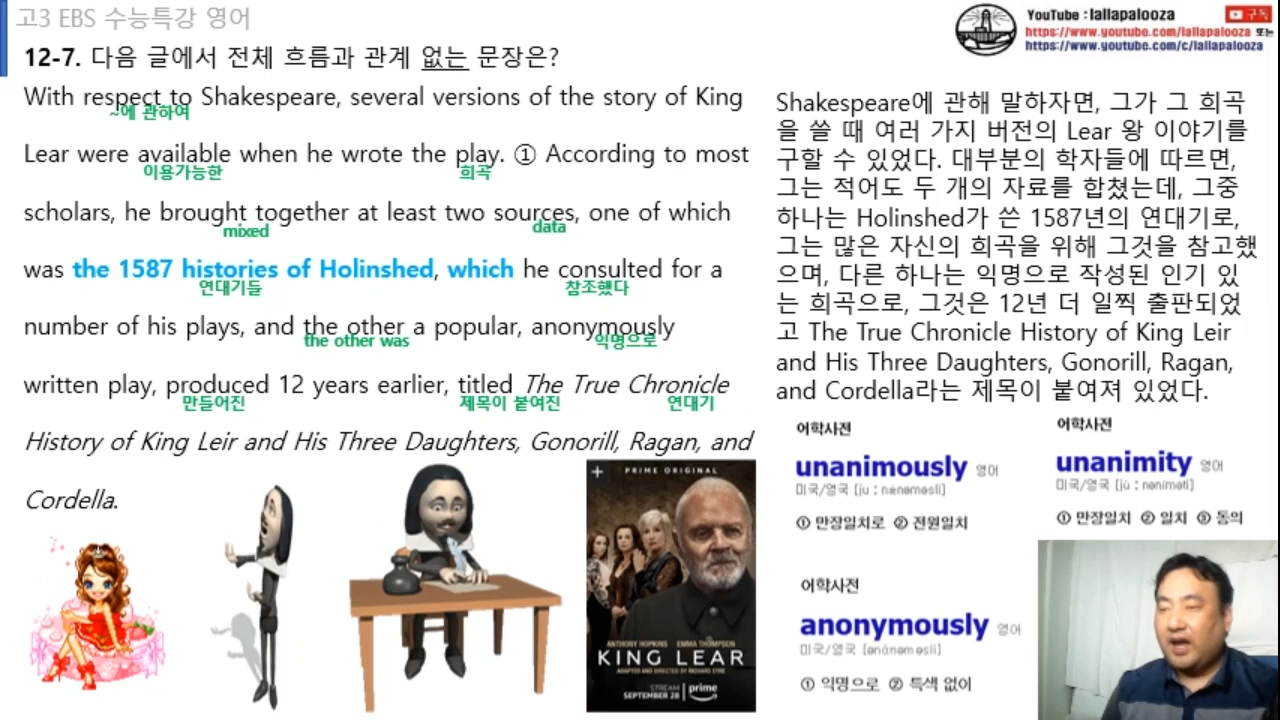 고3 EBS 수능특강 영어
YouTube : lallapalooza
구독
https://www.youtube.com/lallapalooza 또는
https://www.youtube.com/c/lallapalooza
12-7. 다음 글에서 전체 흐름과 관계 없는 문장은?
With respect to Shakespeare, several versions of the story of King
~에 관하여
Lear were available when he wrote the play. ① According to most
이용가능한 희곡
scholars, he brought together at least two sources, one of which
mixed data
was the 1587 histories of Holinshed, which he consulted for a
연대기들 참조했다
number of his plays, and the other a popular, anonymously
the other was 익명으로
written play, produced 12 years earlier, titled The True Chronicle
만들어진 제목이 붙여진 연대기
History of King Leir and His Three Daughters, Gonorill, Ragan, and
Cordella.
Shakespeare에 관해 말하자면, 그가 그 희곡
을 쓸 때 여러 가지 버전의 Lear 왕 이야기를
구할 수 있었다. 대부분의 학자들에 따르면,
그는 적어도 두 개의 자료를 합쳤는데, 그중
하나는 Holinshed가 쓴 1587년의 연대기로,
그는 많은 자신의 희곡을 위해 그것을 참고했
으며, 다른 하나는 익명으로 작성된 인기 있
는 희곡으로, 그것은 12년 더 일찍 출판되었
고 The True Chronicle History of King Leir
and His Three Daughters, Gonorill, Ragan,
and Cordella라는 제목이 붙여져 있었다.
PRIME ORIGINAL
ANTHONY HOPKINS EMMA THOMPSON
KING LEAR
ADAPTED AND DIRECTED BY RICHARD EYRE
STREAM
SEPTEMBER 28
prime
어학사전
unanimously 영어
미국/영국 [juːnǽnəməsli]
① 만장일치로 ② 전원일치
어학사전
unanimity 영어
미국/영국 [jùːnəníməti]
① 만장일치 ② 일치 ③ 동의
어학사전
anonymously 영어
미국/영국 [ənánəməsli]
① 익명으로 ② 특색 없이